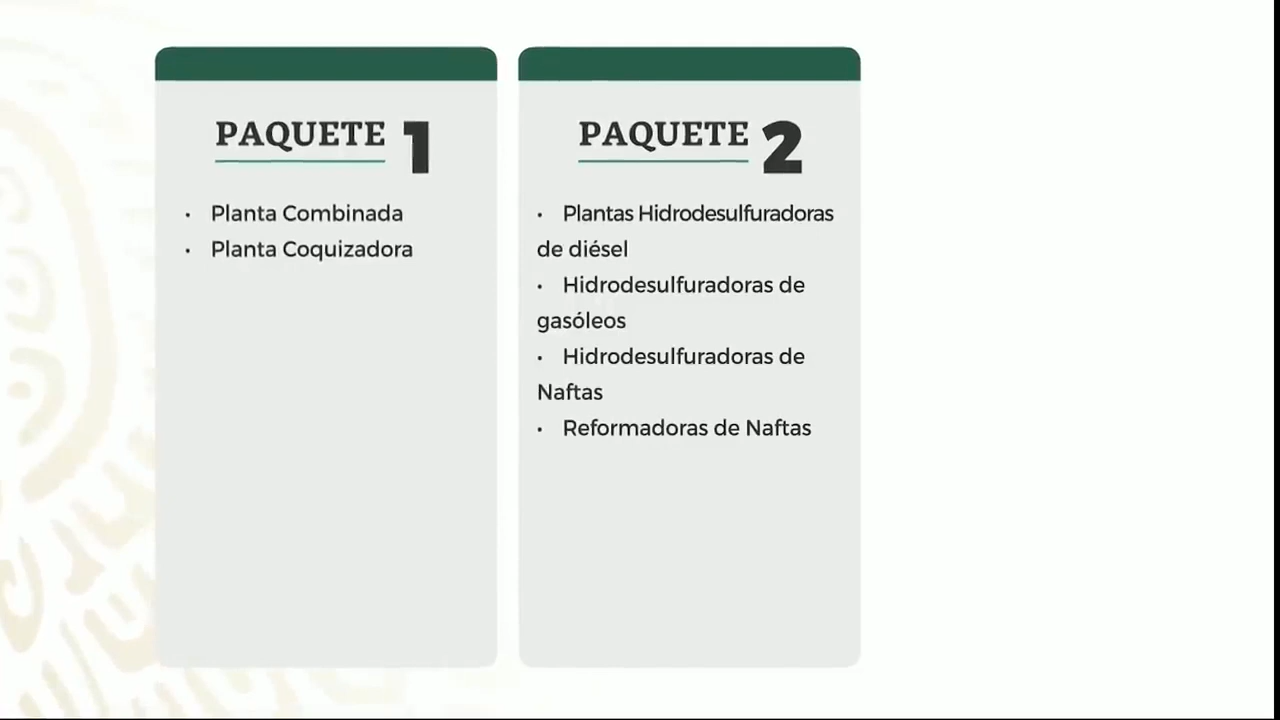 PAQUETE 1
• Planta Combinada
• Planta Coquizadora
PAQUETE 2
• Plantas Hidrodesulfuradoras
de diésel
• Hidrodesulfuradoras de
gasóleos
• Hidrodesulfuradoras de
Naftas
• Reformadoras de Naftas